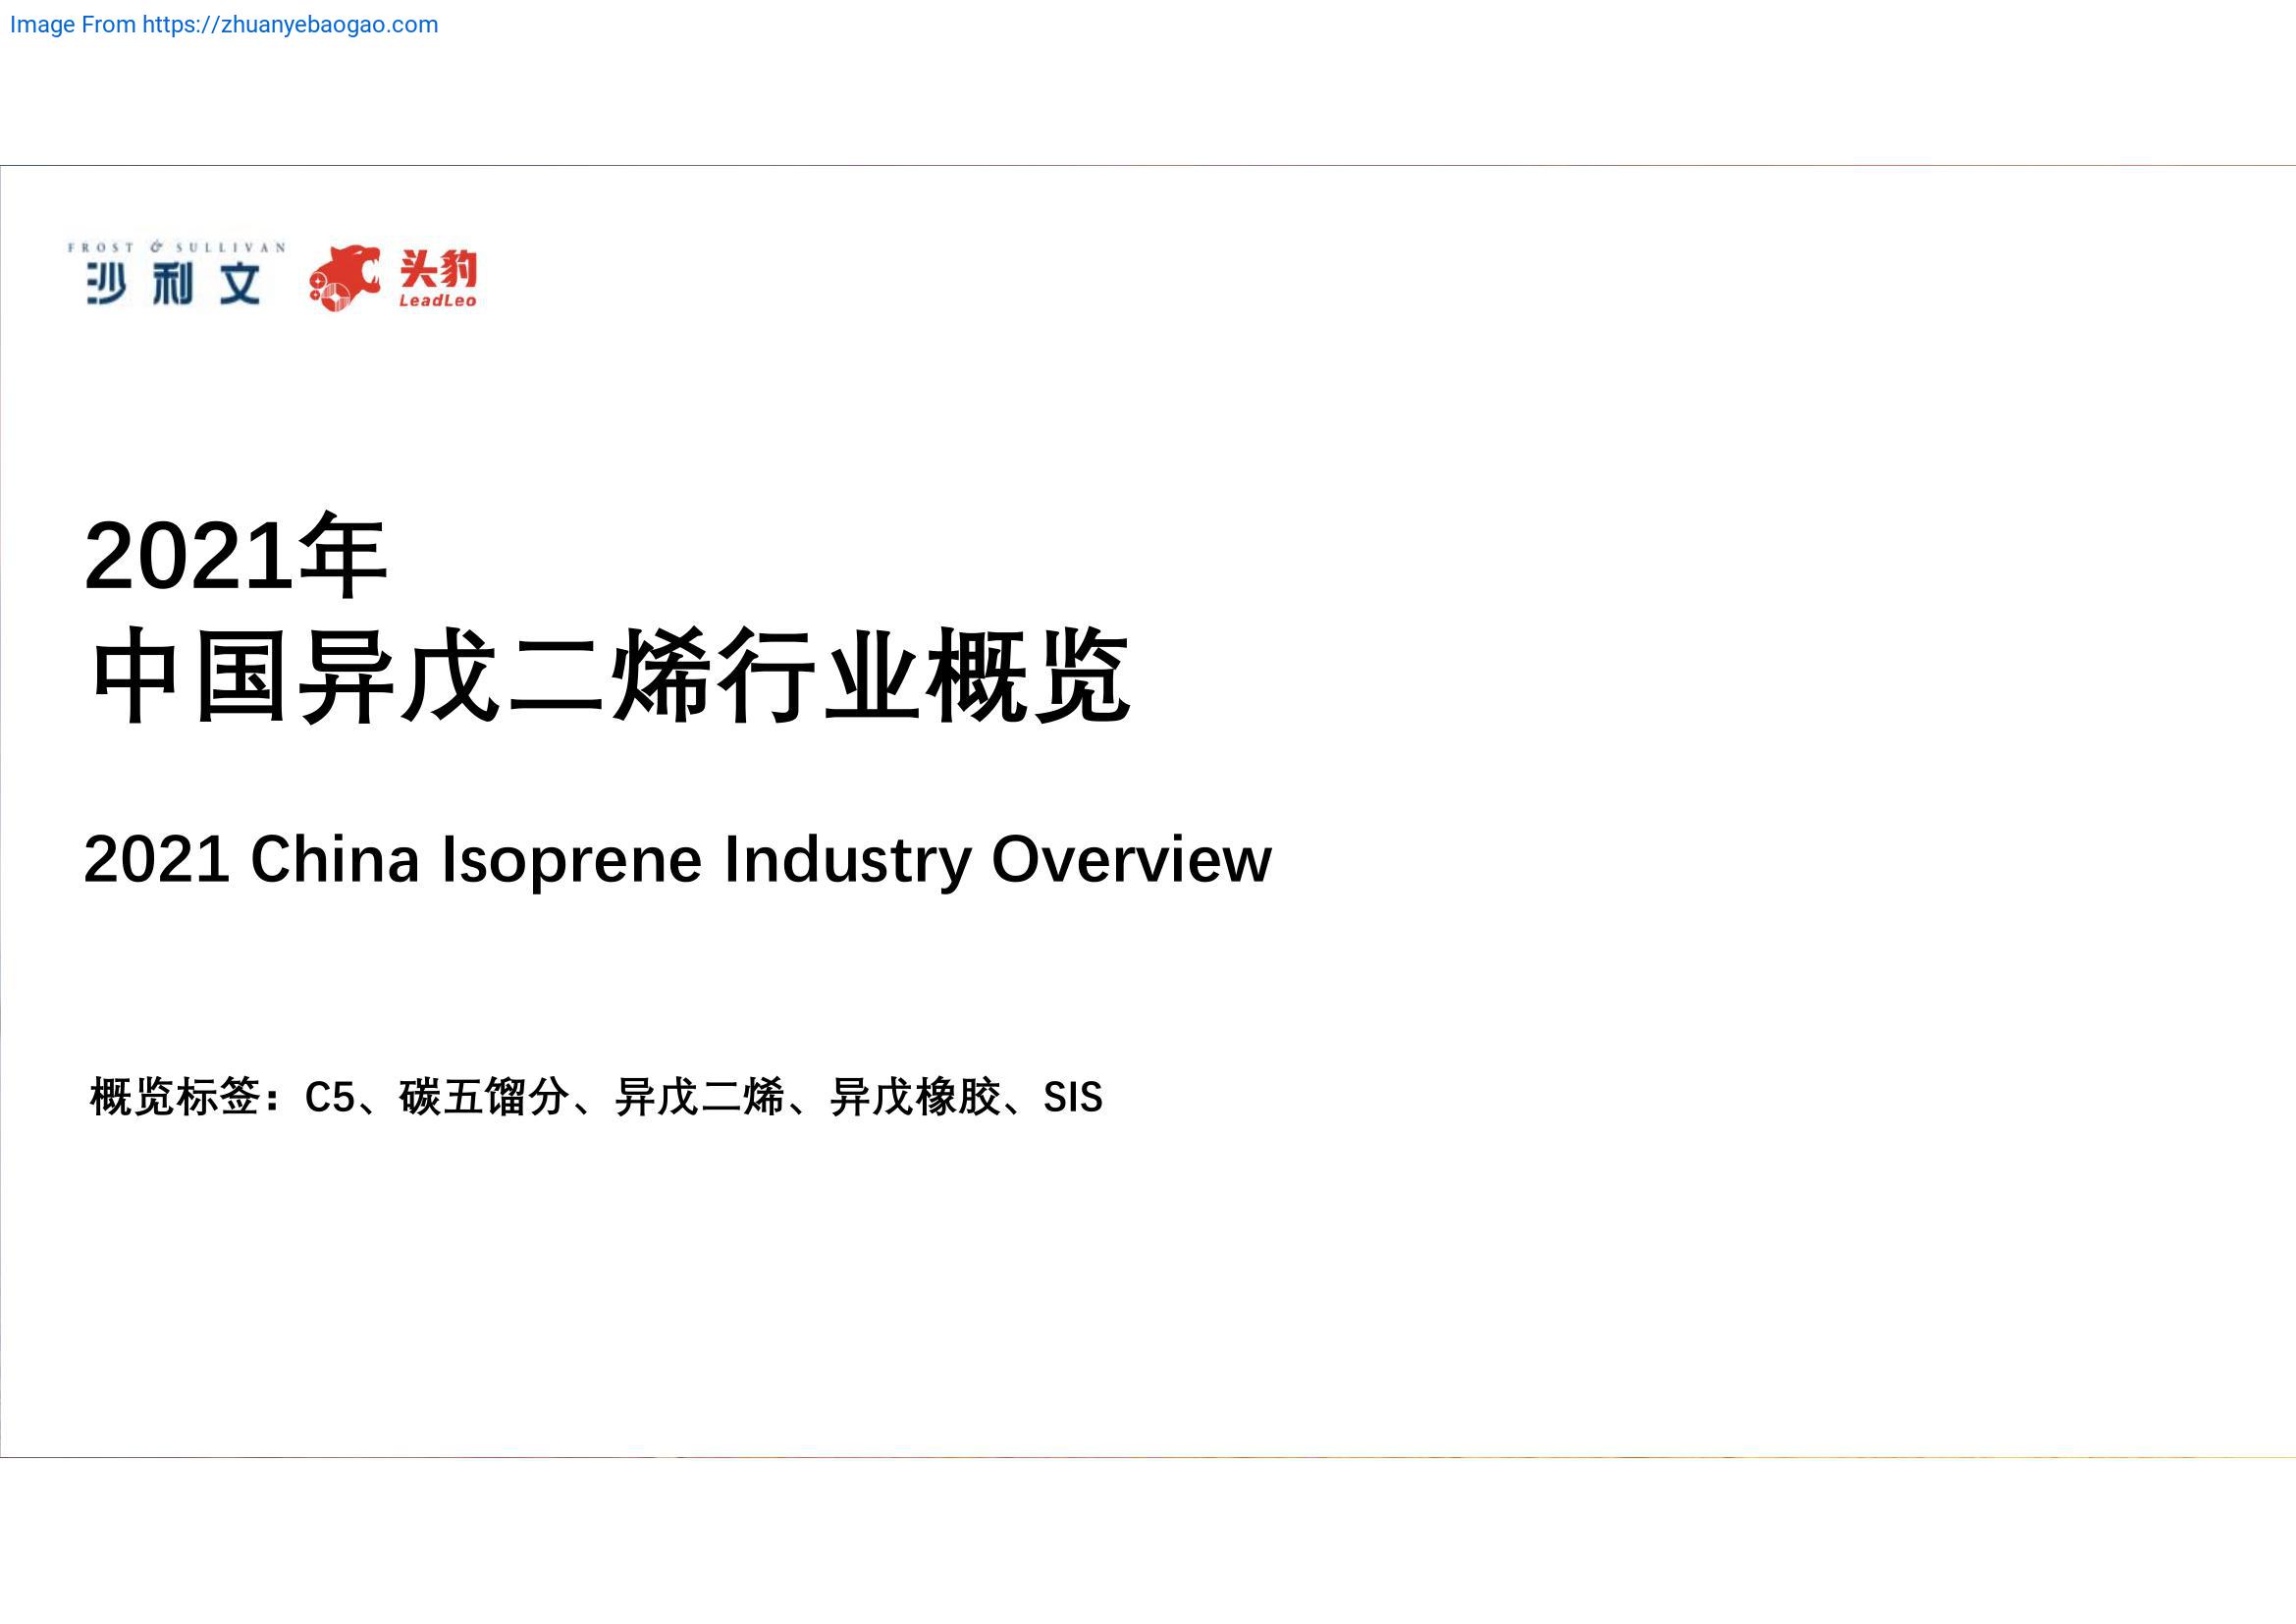 Image From https://zhuanyebaogao.com
FROST & SULLIVAN
沙利文
头豹
LeadLeo
2021年
中国异戊二烯行业概览
2021 China Isoprene Industry Overview
概览标签：C5、碳五馏分、异戊二烯、异戊橡胶、SIS